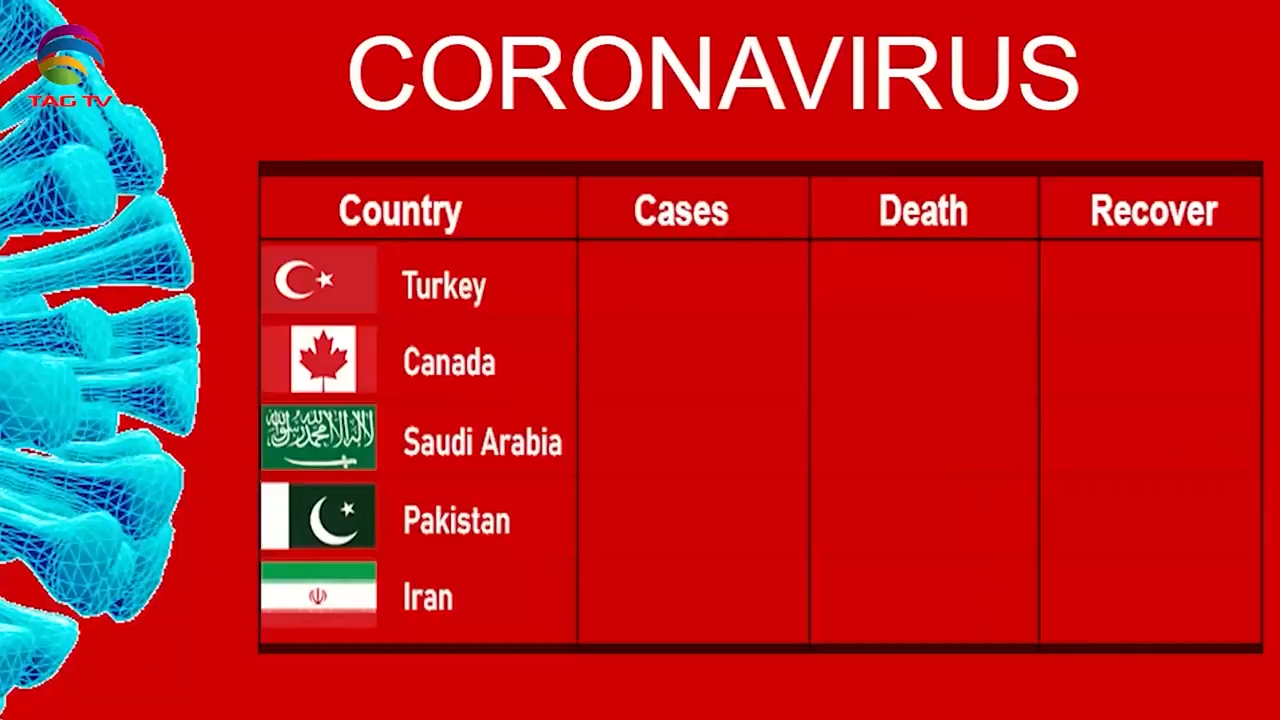 TAG TV
CORONAVIRUS
Country Cases Death Recover
Turkey
Canada
Saudi Arabia
Pakistan
Iran